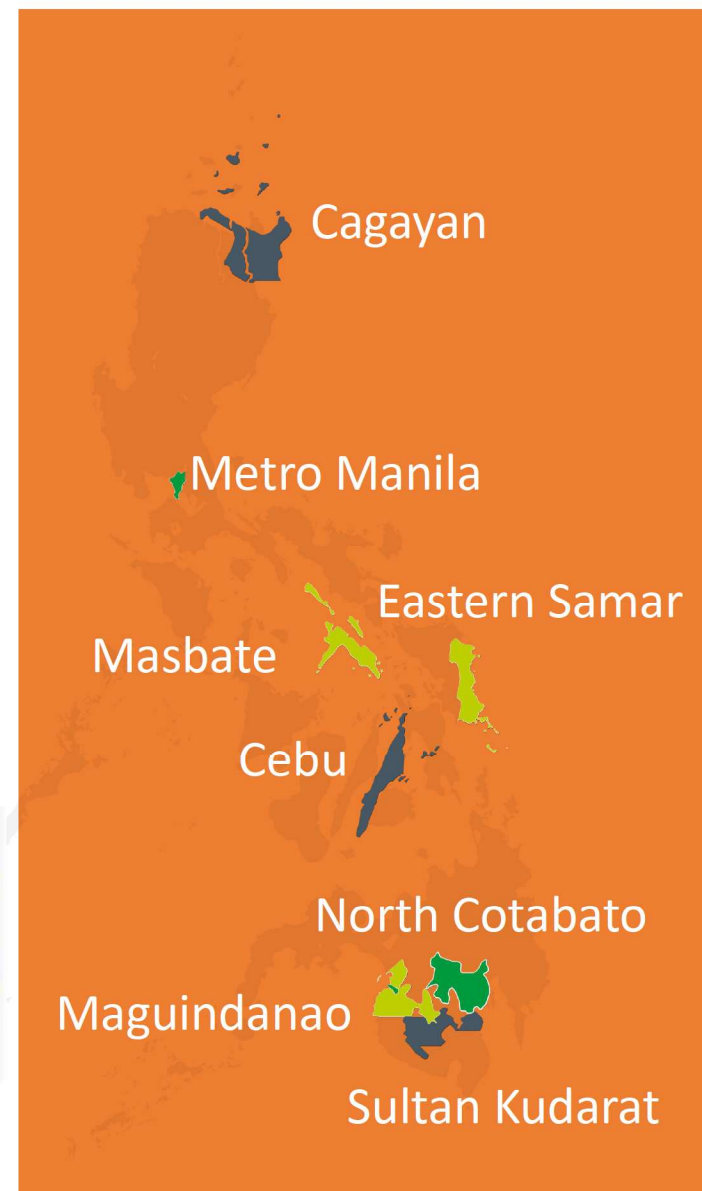 Cagayan
Metro Manila
Eastern Samar
Masbate
Cebu
North Cotabato
Maguindanao
Sultan Kudarat